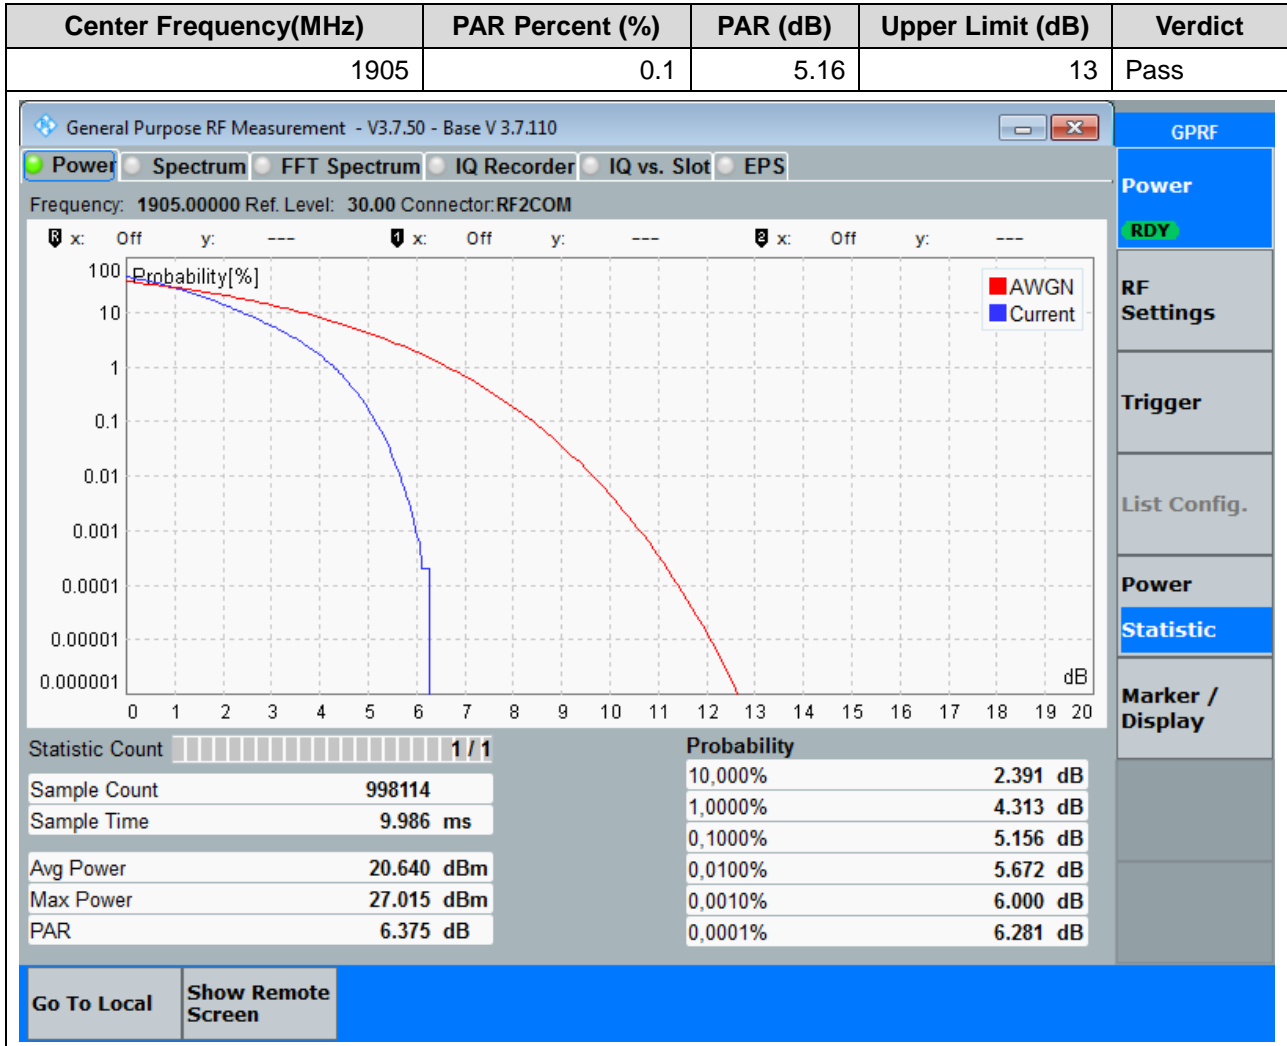 Center Frequency(MHz) PAR Percent (%) PAR (dB) Upper Limit (dB) Verdict
1905 0.1 5.16 13 Pass
General Purpose RF Measurement - V3.7.50 - Base V 3.7.110
GPRF
Power Spectrum FFT Spectrum IQ Recorder IQ vs. Slot EPS
Power
RDY
Frequency: 1905.00000 Ref. Level: 30.00 Connector:RF2COM
R x: Off y: --- 1 x: Off y: --- 2 x: Off y: ---
Probability[%]
AWGN
Current
100
10
1
0.1
0.01
0.001
0.0001
0.00001
0.000001
dB
0 1 2 3 4 5 6 7 8 9 10 11 12 13 14 15 16 17 18 19 20
RF
Settings
Trigger
List Config.
Power
Statistic
Marker /
Display
Statistic Count 1 / 1
Sample Count 998114
Sample Time 9.986 ms
Avg Power 20.640 dBm
Max Power 27.015 dBm
PAR 6.375 dB
Probability
10,000% 2.391 dB
1,0000% 4.313 dB
0,1000% 5.156 dB
0,0100% 5.672 dB
0,0010% 6.000 dB
0,0001% 6.281 dB
Go To Local
Show Remote
Screen